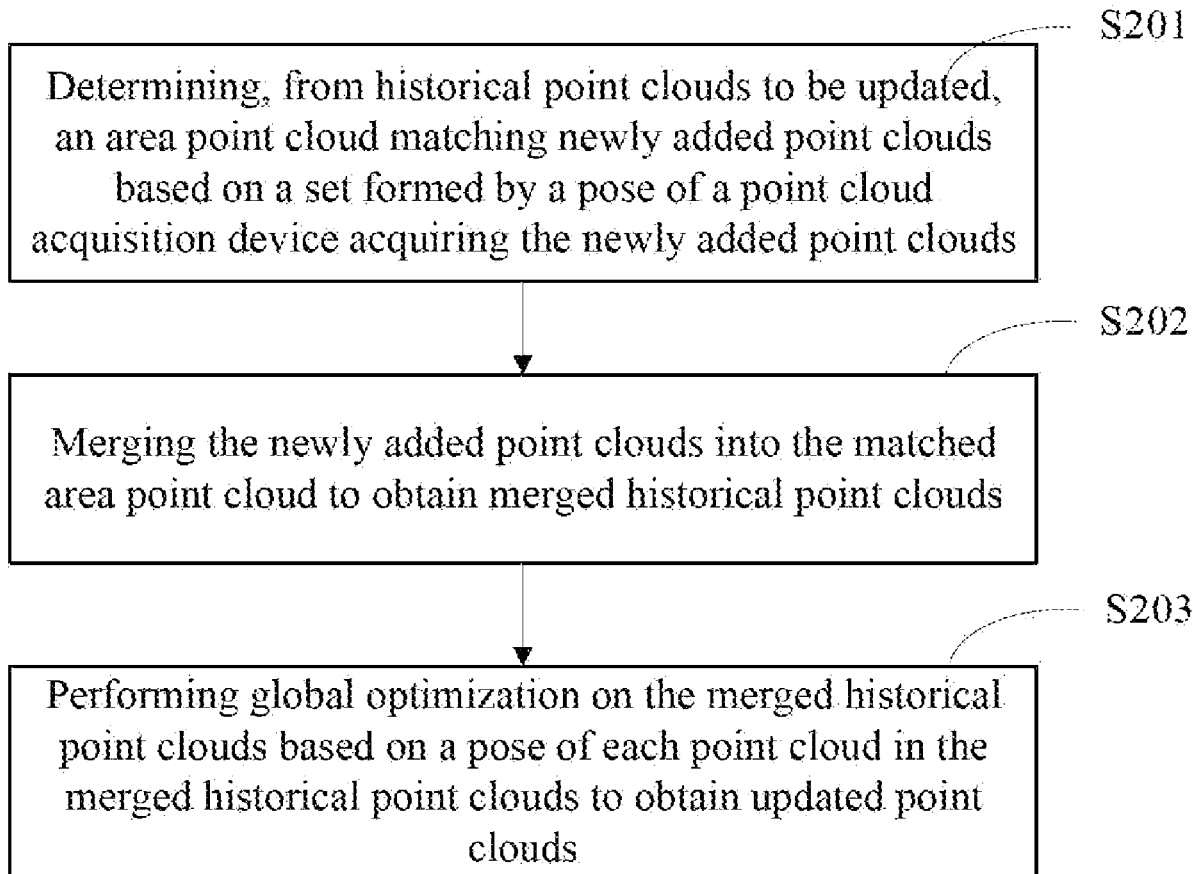 S201
Determining, from historical point clouds to be updated,
an area point cloud matching newly added point clouds
based on a set formed by a pose of a point cloud
acquisition device acquiring the newly added point clouds
S202
Merging the newly added point clouds into the matched
area point cloud to obtain merged historical point clouds
S203
Performing global optimization on the merged historical
point clouds based on a pose of each point cloud in the
merged historical point clouds to obtain updated point
clouds